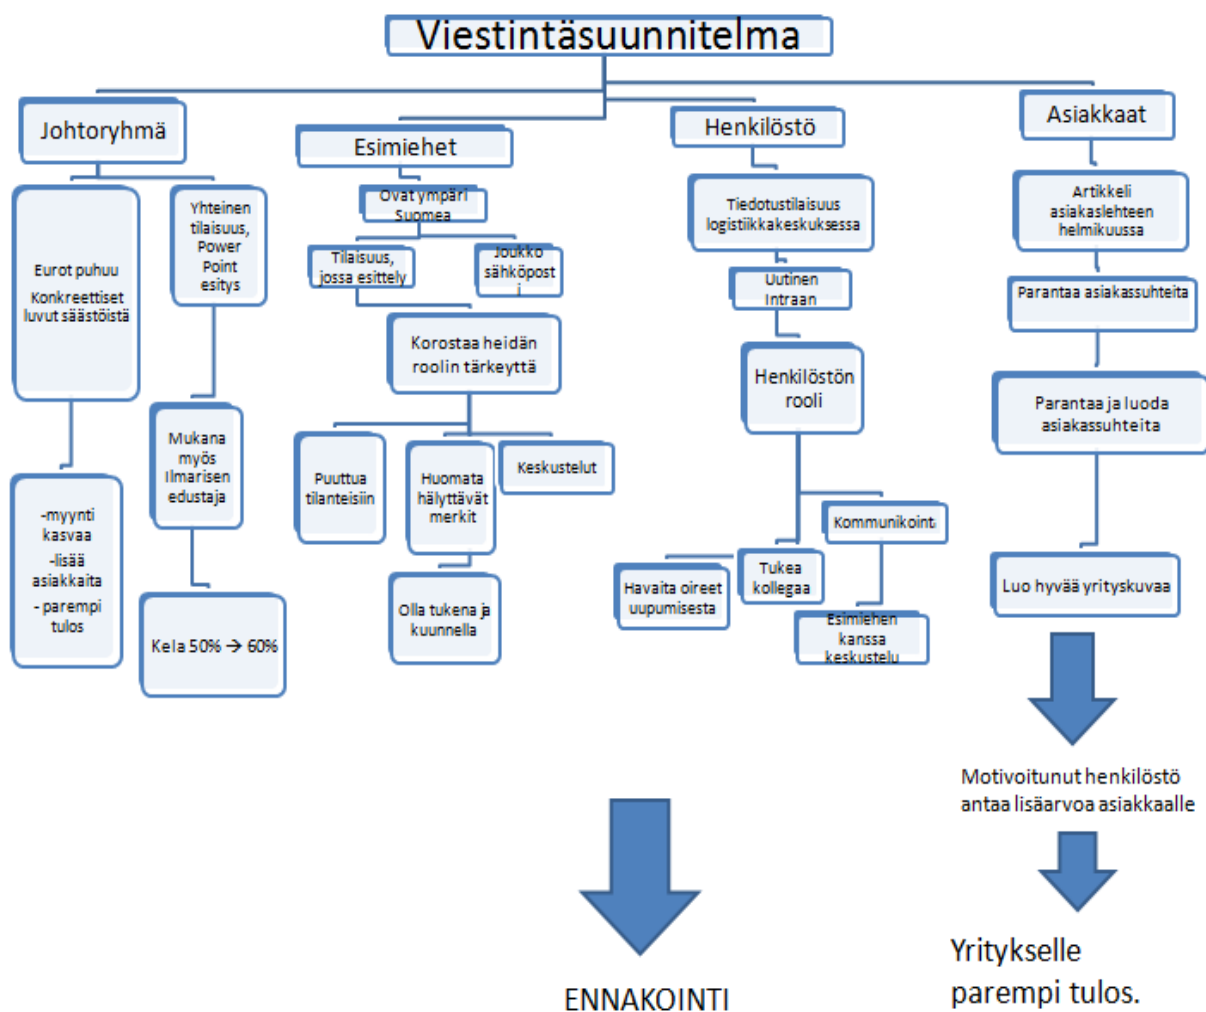 Viestintäsuunnitelma
Johtoryhmä
Eurot puhuu
Konkreettiset
luvut säästöistä
-myynti
kasvaa
-lisää
asiakkaita
- parempi
tulos
Yhteinen
tilaisuus,
Power
Point
esitys
Mukana
myös
Ilmarisen
edustaja
Kela 50% → 60%
Esimiehet
Ovat ympäri
Suomea
Tilaisuus,
jossa esittely
Joukko
sähköpost
i
Korostaa heidän
roolin tärkeyttä
Puuttua
tilanteisiin
Huomata
hälyttävät
merkit
Keskustelut
Olla tukena ja
kuunnella
Henkilöstö
Tiedotustilaisuus
logistiikkakeskuksessa
Uutinen
Intraan
Henkilöstön
rooli
Havaita oireet
uupumisesta
Tukea
kollegaa
Kommunikoint
Esimiehen
kanssa
keskustelu
Asiakkaat
Artikkeli
asiakaslehteen
helmikuussa
Parantaa asiakassuhteita
Parantaa ja luoda
asiakassuhteita
Luo hyvää yrityskuvaa
Motivoitunut henkilöstö
antaa lisäarvoa asiakkaalle
Yritykselle
parempi tulos.
ENNAKOINTI